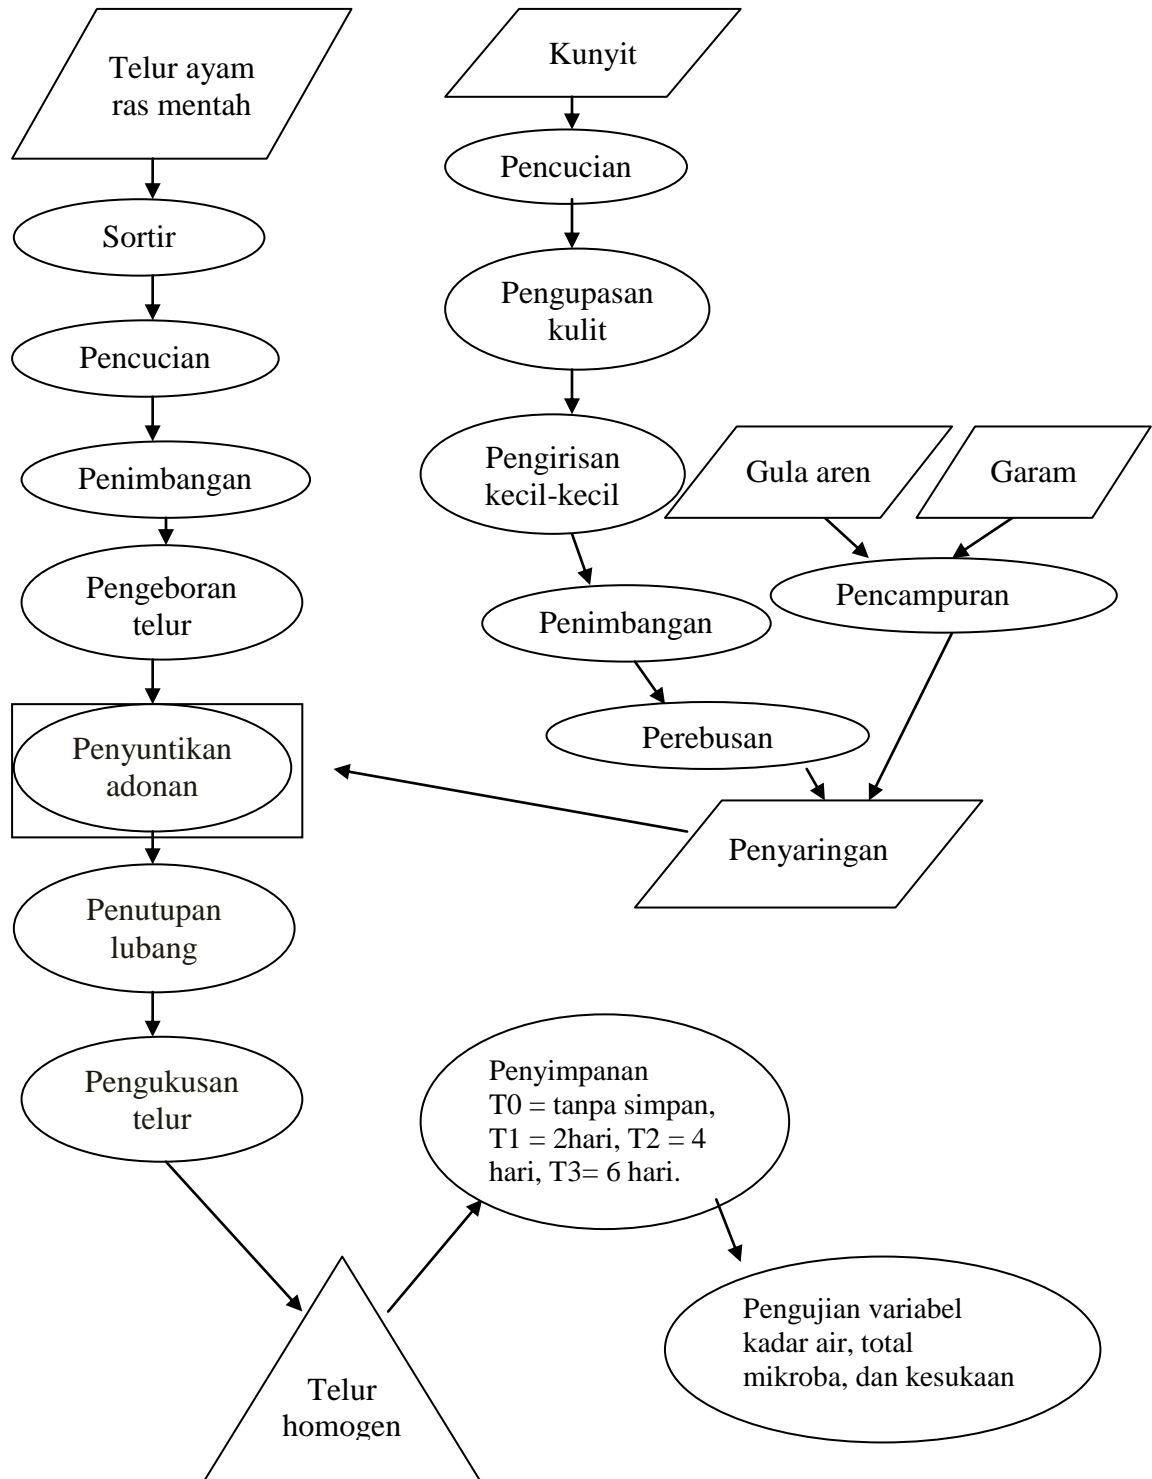 Telur ayam
ras mentah
Sortir
Pencucian
Penimbangan
Pengeboran
telur
Penyuntikan
adonan
Penutupan
lubang
Pengukusan
telur
Telur
homogen
Kunyit
Pencucian
Pengupasan
kulit
Pengirisan
kecil-kecil
Penimbangan
Perebusan
Gula aren
Garam
Pencampuran
Penyaringan
Penyimpanan
T0 = tanpa simpan,
T1 = 2hari, T2 = 4
hari, T3= 6 hari.
Pengujian variabel
kadar air, total
mikroba, dan kesukaan